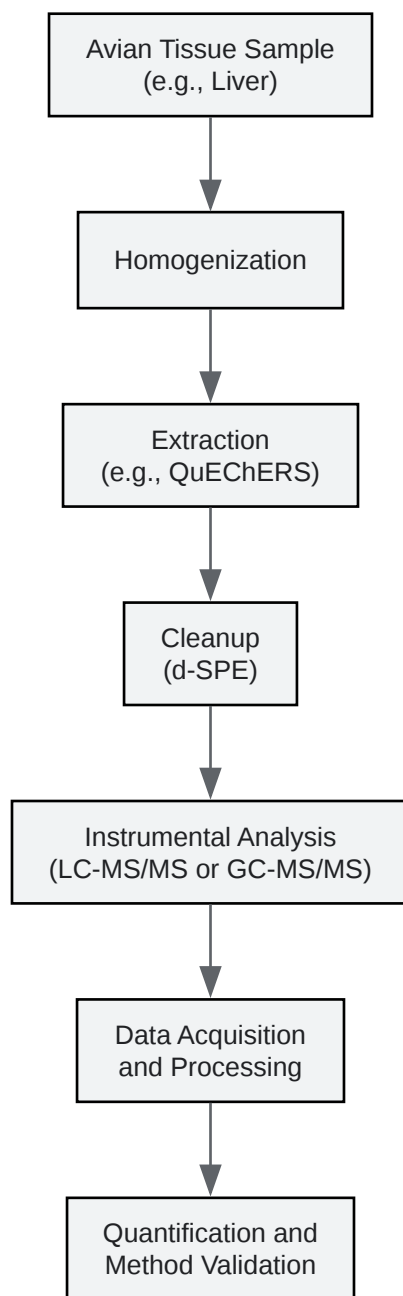 Avian Tissue Sample
(e.g., Liver)
Homogenization
Extraction
(e.g., QuEChERS)
Cleanup
(d-SPE)
Instrumental Analysis
(LC-MS/MS or GC-MS/MS)
Data Acquisition
and Processing
Quantification and
Method Validation